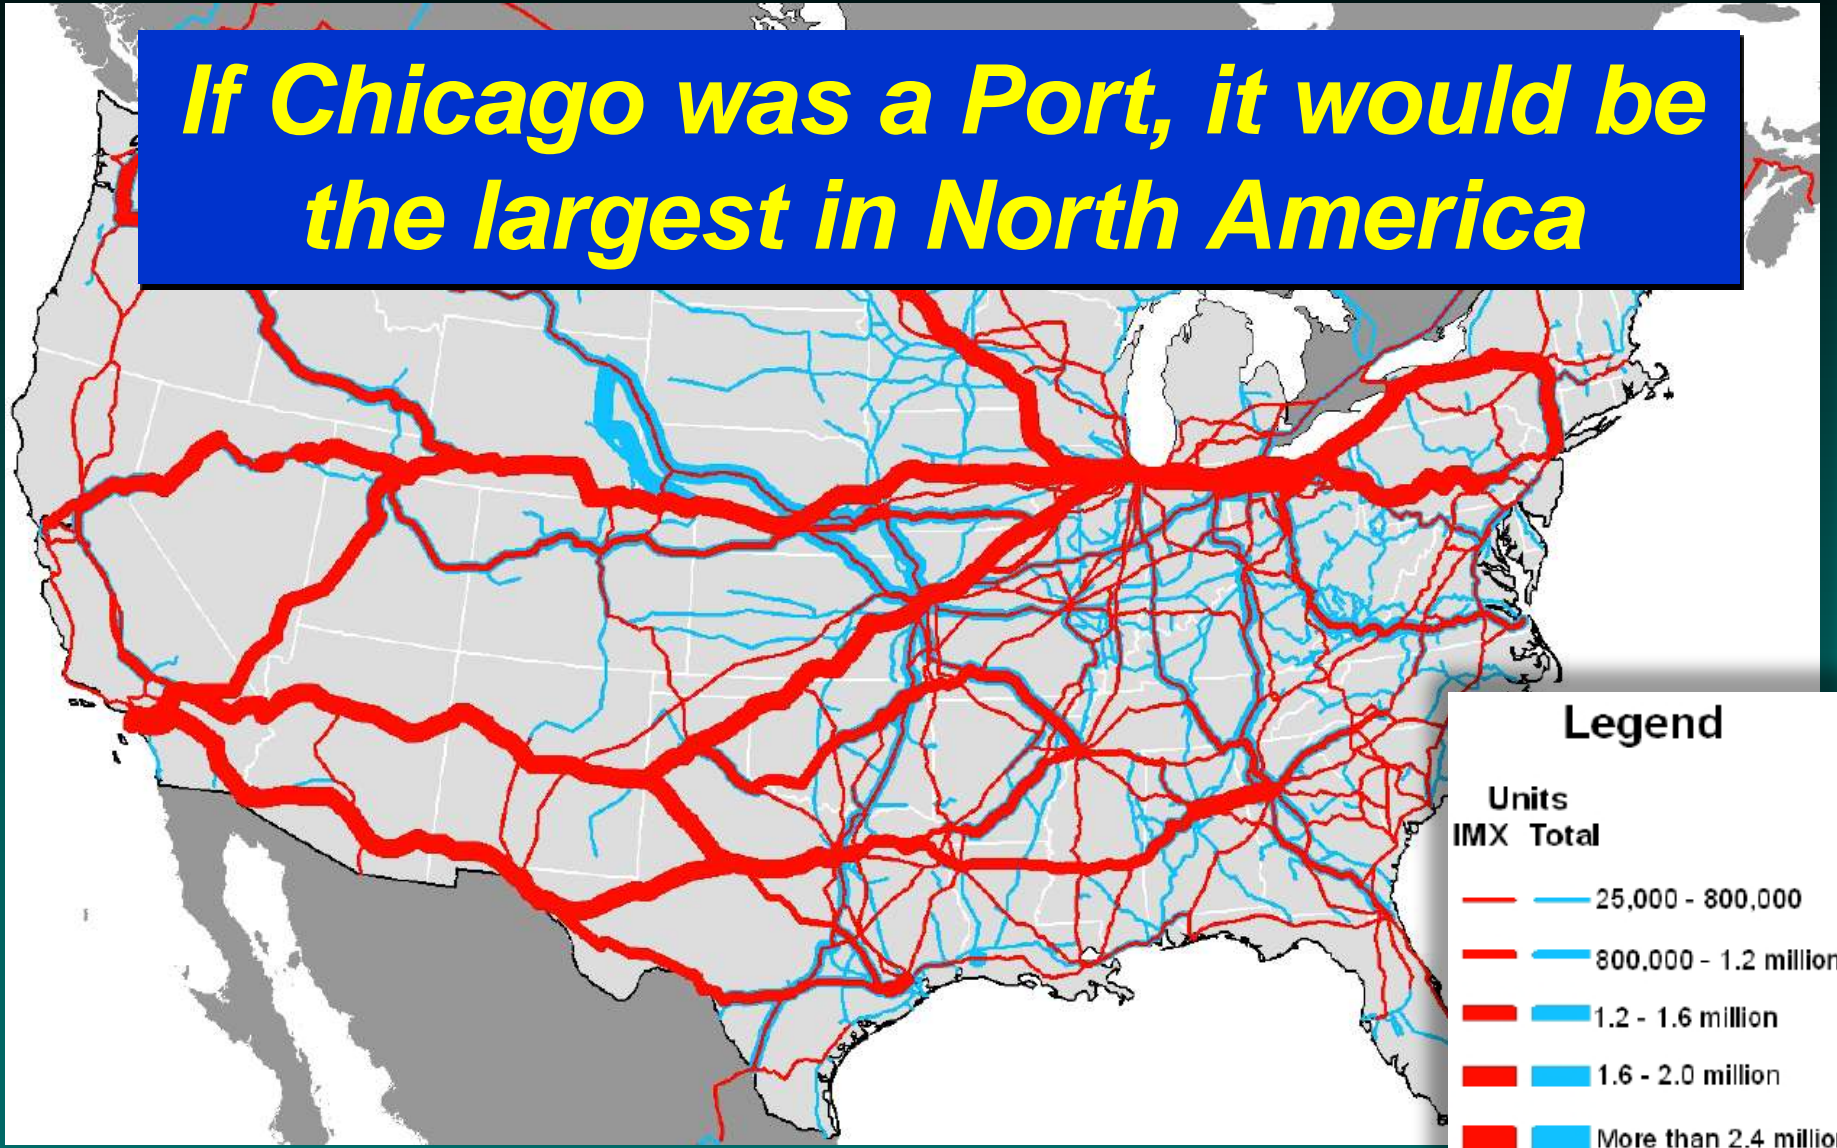 If Chicago was a Port, it would be
the largest in North America
Legend
Units
IMX Total
25,000 - 800,000
800,000 - 1.2 million
1.2 - 1.6 million
1.6 - 2.0 million
More than 2.4 millio